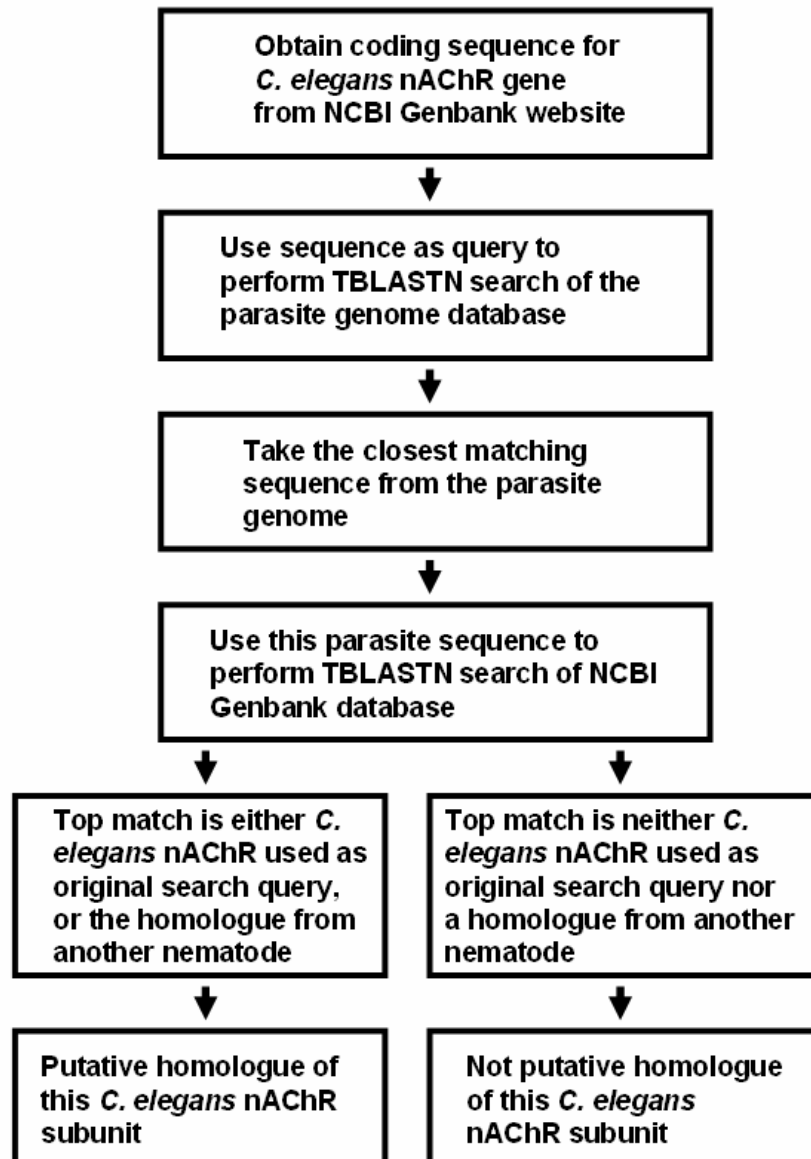 Obtain coding sequence for
C. elegans nAChR gene
from NCBI Genbank website
Use sequence as query to
perform TBLASTN search of the
parasite genome database
Take the closest matching
sequence from the parasite
genome
Use this parasite sequence to
perform TBLASTN search of NCBI
Genbank database
Top match is either C.
elegans nAChR used as
original search query,
or the homologue from
another nematode
Top match is neither C.
elegans nAChR used as
original search query nor
a homologue from another
nematode
Putative homologue of
this C. elegans nAChR
subunit
Not putative homologue
of this C. elegans
nAChR subunit